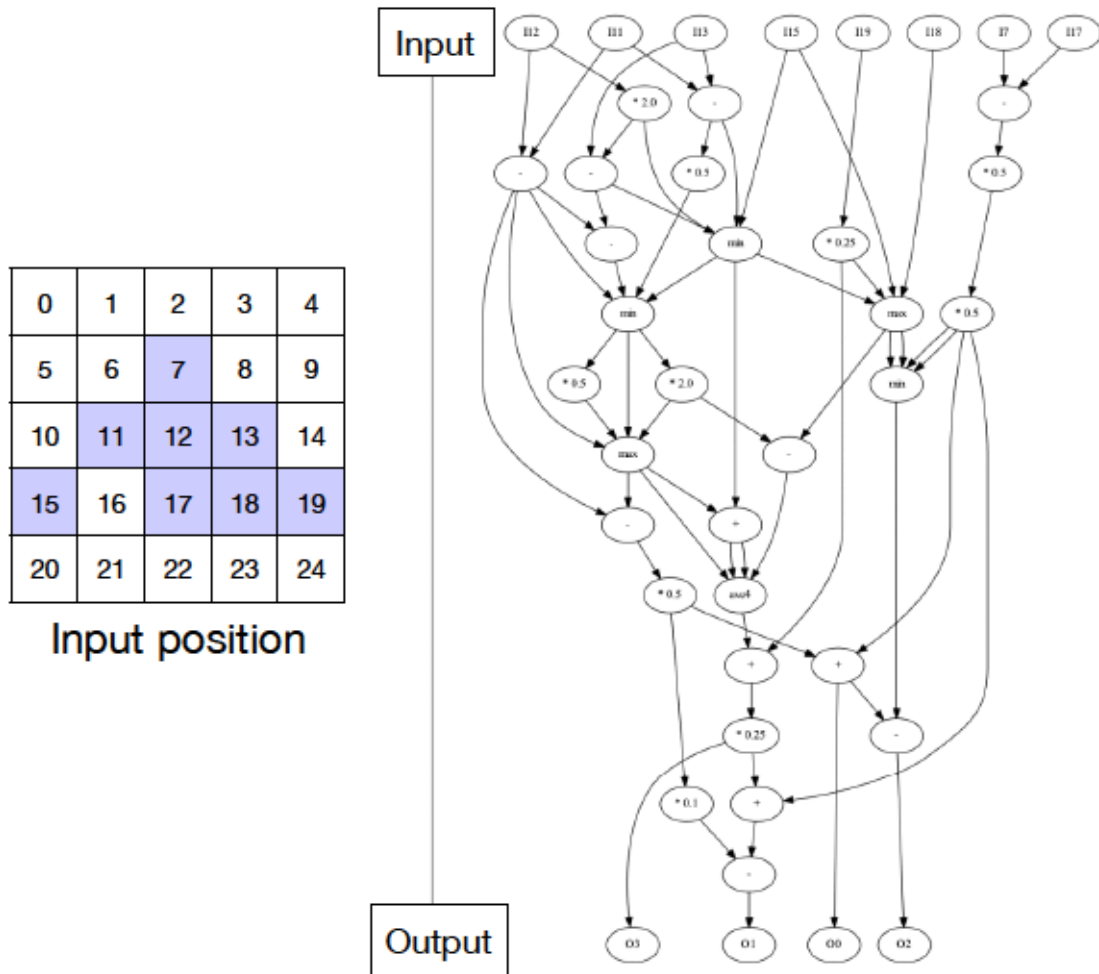 Input
I12 I11 I13 I15 I19 I18 I7 I17
* 2.0 -
-
- - * 0.5 * 0.5
- min * 0.25
min max * 0.5
* 0.5 * 2.0 min
max -
- +
* 0.5 ave4
+ +
* 0.25 -
* 0.1 +
-
Output
O3 O1 O0 O2
0 1 2 3 4
5 6 7 8 9
10 11 12 13 14
15 16 17 18 19
20 21 22 23 24
Input position